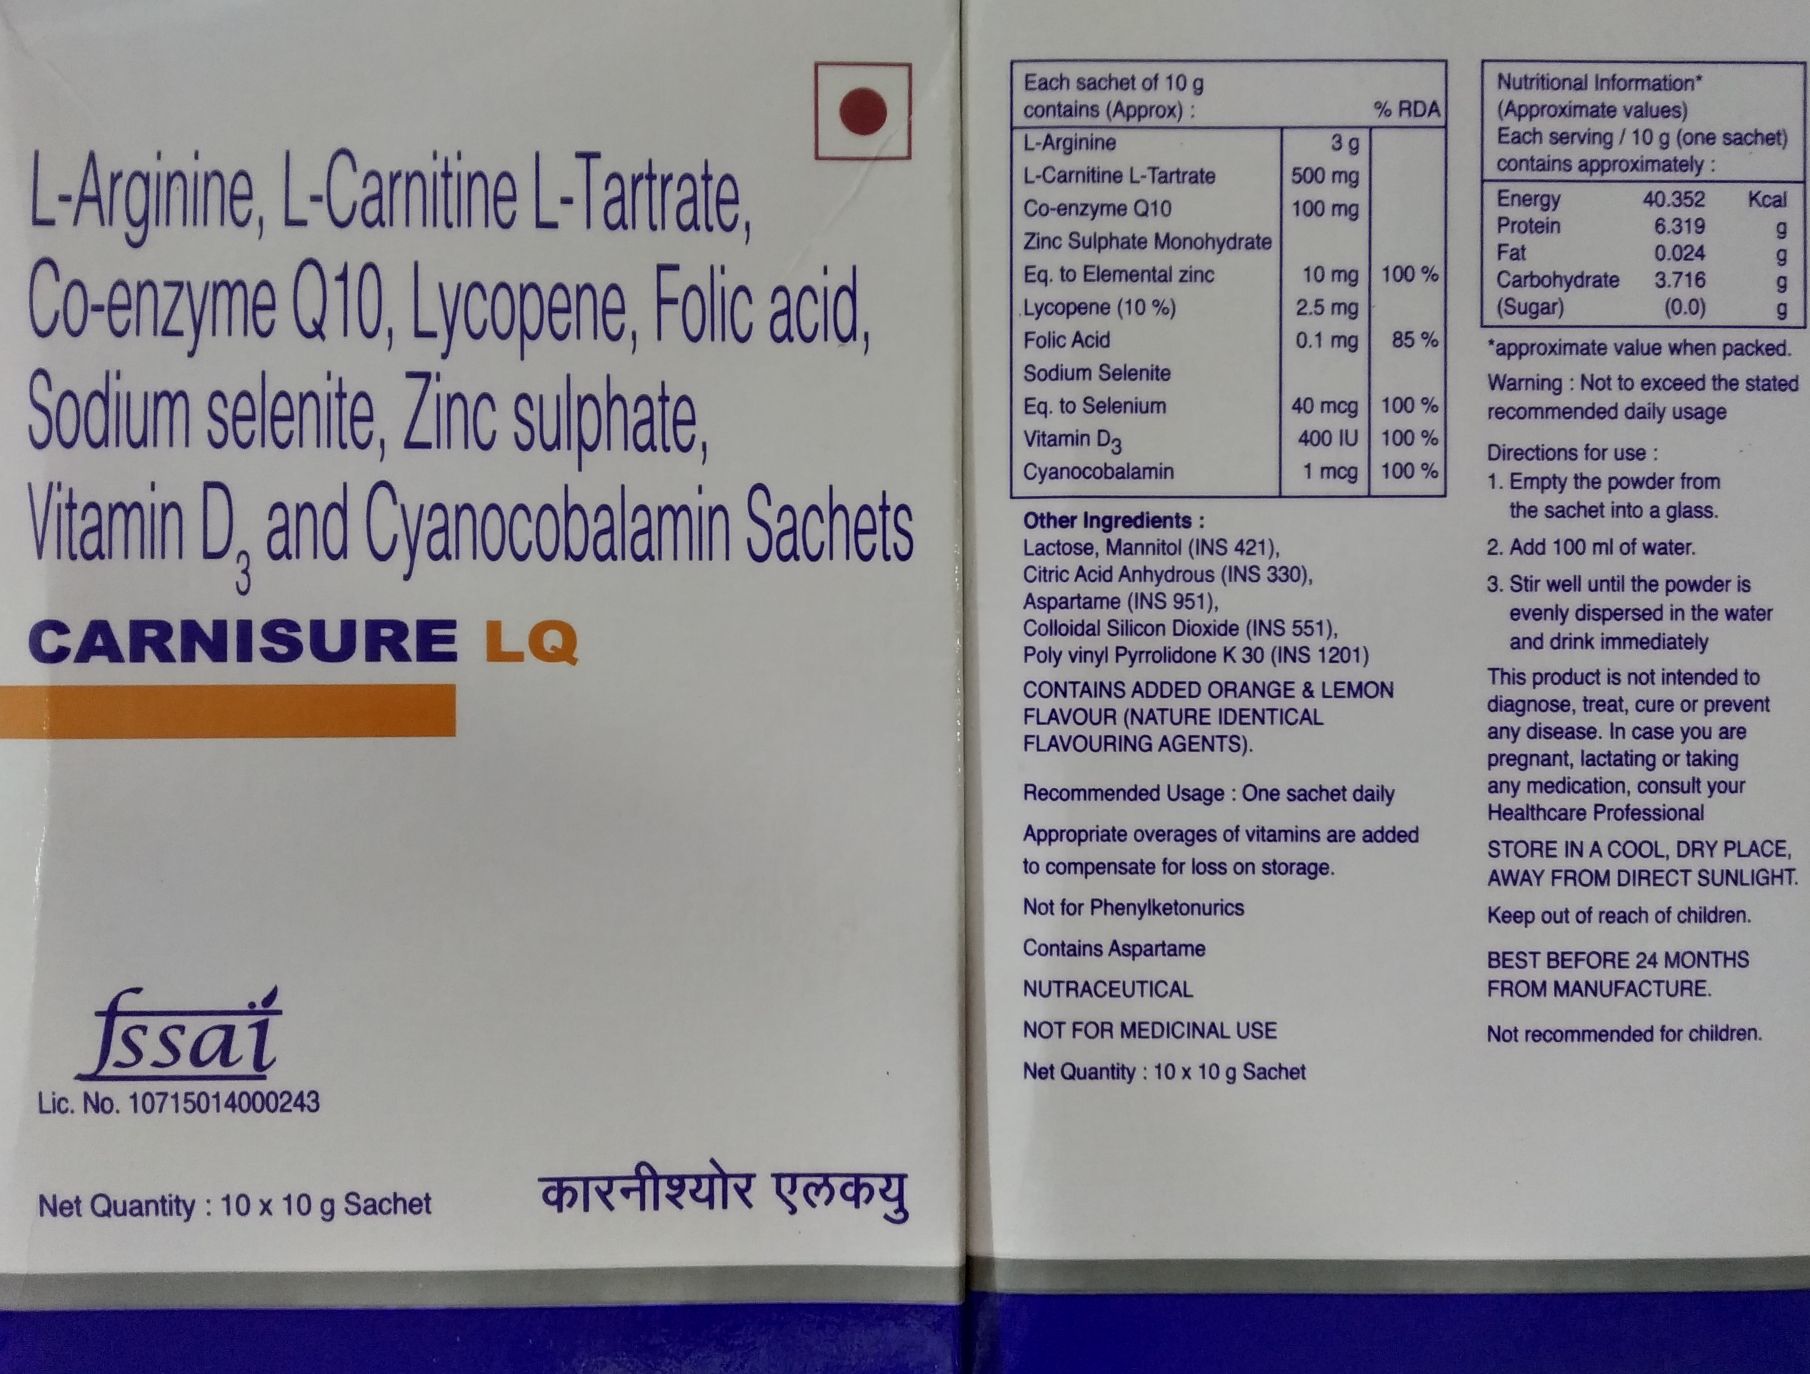 L-Arginine, L-Carnitine L-Tartrate,
Co-enzyme Q10, Lycopene, Folic acid,
Sodium selenite, Zinc sulphate,
Vitamin D3 and Cyanocobalamin Sachets
CARNISURE LQ
fssai
Lic. No. 10715014000243
Net Quantity : 10 x 10 g Sachet
कारनीश्योर एलकयु
Each sachet of 10 g
contains (Approx) : % RDA
L-Arginine 3 g
L-Carnitine L-Tartrate 500 mg
Co-enzyme Q10 100 mg
Zinc Sulphate Monohydrate
Eq. to Elemental zinc 10 mg 100 %
Lycopene (10 %) 2.5 mg
Folic Acid 0.1 mg 85 %
Sodium Selenite
Eq. to Selenium 40 mcg 100 %
Vitamin D3 400 IU 100 %
Cyanocobalamin 1 mcg 100 %
Other Ingredients :
Lactose, Mannitol (INS 421),
Citric Acid Anhydrous (INS 330),
Aspartame (INS 951),
Colloidal Silicon Dioxide (INS 551),
Poly vinyl Pyrrolidone K 30 (INS 1201)
CONTAINS ADDED ORANGE & LEMON
FLAVOUR (NATURE IDENTICAL
FLAVOURING AGENTS).
Recommended Usage : One sachet daily
Appropriate overages of vitamins are added
to compensate for loss on storage.
Not for Phenylketonurics
Contains Aspartame
NUTRACEUTICAL
NOT FOR MEDICINAL USE
Net Quantity : 10 x 10 g Sachet
Nutritional Information*
(Approximate values)
Each serving / 10 g (one sachet)
contains approximately :
Energy 40.352 Kcal
Protein 6.319 g
Fat 0.024 g
Carbohydrate 3.716 g
(Sugar) (0.0) g
*approximate value when packed.
Warning : Not to exceed the stated
recommended daily usage
Directions for use :
1. Empty the powder from
the sachet into a glass.
2. Add 100 ml of water.
3. Stir well until the powder is
evenly dispersed in the water
and drink immediately
This product is not intended to
diagnose, treat, cure or prevent
any disease. In case you are
pregnant, lactating or taking
any medication, consult your
Healthcare Professional
STORE IN A COOL, DRY PLACE,
AWAY FROM DIRECT SUNLIGHT.
Keep out of reach of children.
BEST BEFORE 24 MONTHS
FROM MANUFACTURE.
Not recommended for children.